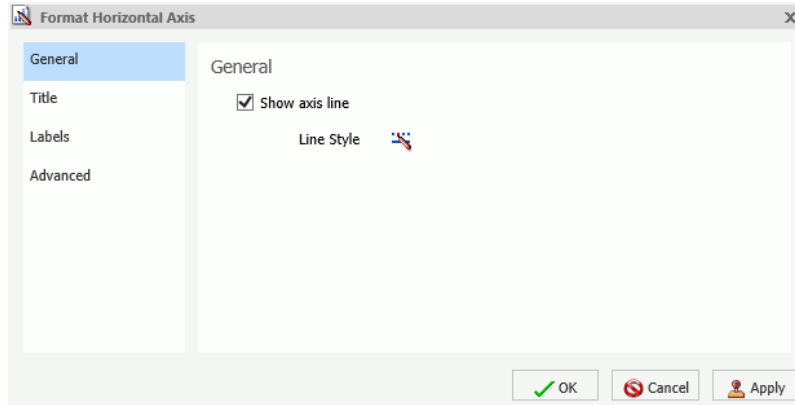 Format Horizontal Axis
General
Title
Labels
Advanced
General
Show axis line
Line Style
OK
Cancel
Apply